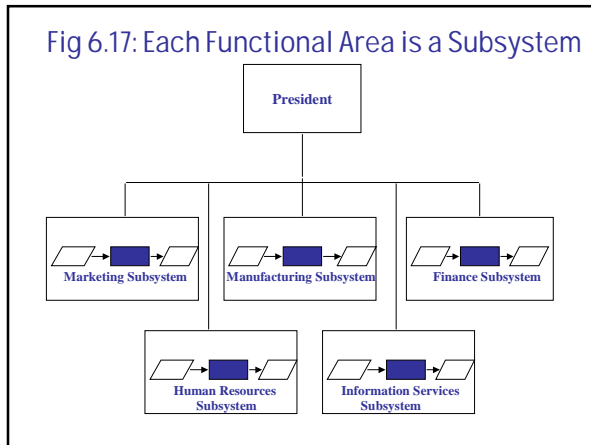 Fig 6.17: Each Functional Area is a Subsystem
President
Marketing Subsystem
Manufacturing Subsystem
Finance Subsystem
Human Resources
Subsystem
Information Services
Subsystem